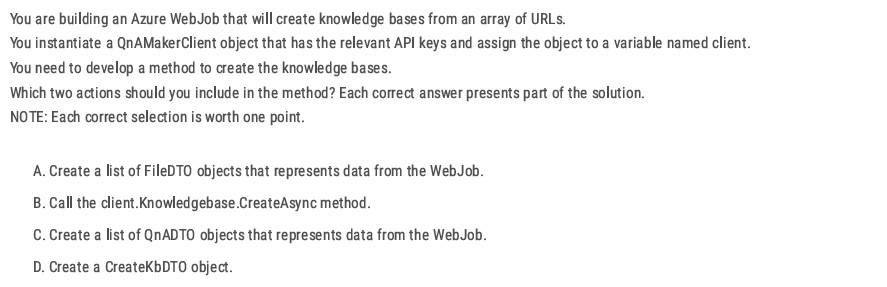 You are building an Azure WebJob that will create knowledge bases from an array of URLs.
You instantiate a QnAMakerClient object that has the relevant API keys and assign the object to a variable named client.
You need to develop a method to create the knowledge bases.
Which two actions should you include in the method? Each correct answer presents part of the solution.
NOTE: Each correct selection is worth one point.
A. Create a list of FileDTO objects that represents data from the WebJob.
B. Call the client.Knowledgebase.CreateAsync method.
C. Create a list of QnADTO objects that represents data from the WebJob.
D. Create a CreateKbDTO object.